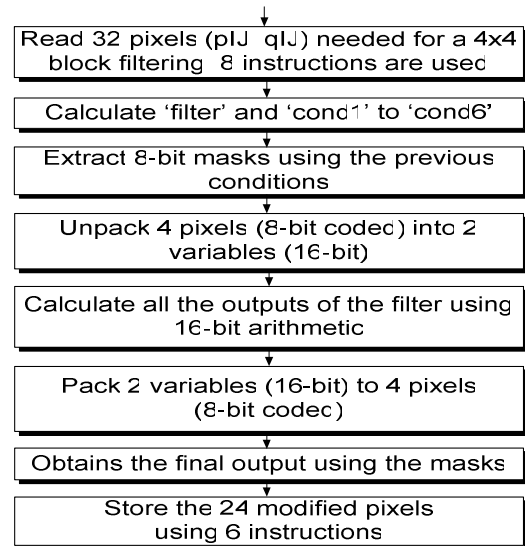 Read 32 pixels (pIJ qIJ) needed for a 4x4
block filtering 8 instructions are used
Calculate ‘filter’ and ‘cond1’ to ‘cond6’
Extract 8-bit masks using the previous
conditions
Unpack 4 pixels (8-bit coded) into 2
variables (16-bit)
Calculate all the outputs of the filter using
16-bit arithmetic
Pack 2 variables (16-bit) to 4 pixels
(8-bit coded)
Obtains the final output using the masks
Store the 24 modified pixels
using 6 instructions